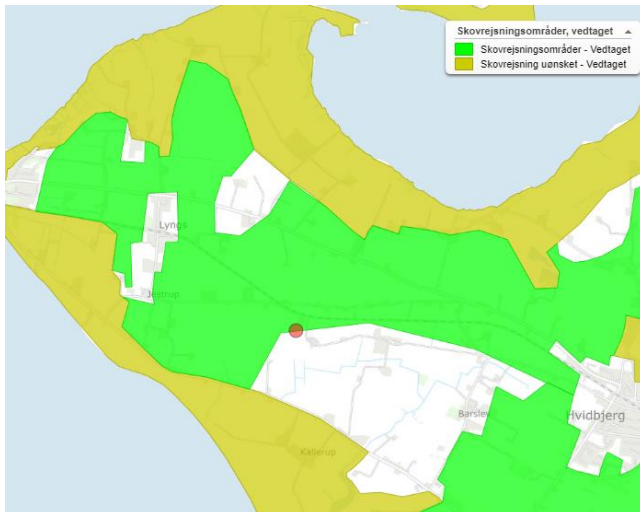 Skovrejsningsområder, vedtaget
Skovrejsningsområder - Vedtaget
Skovrejsning uønsket - Vedtaget
Lyngs
Jestrup
Barslev
Hvidbjerg
Kallerup